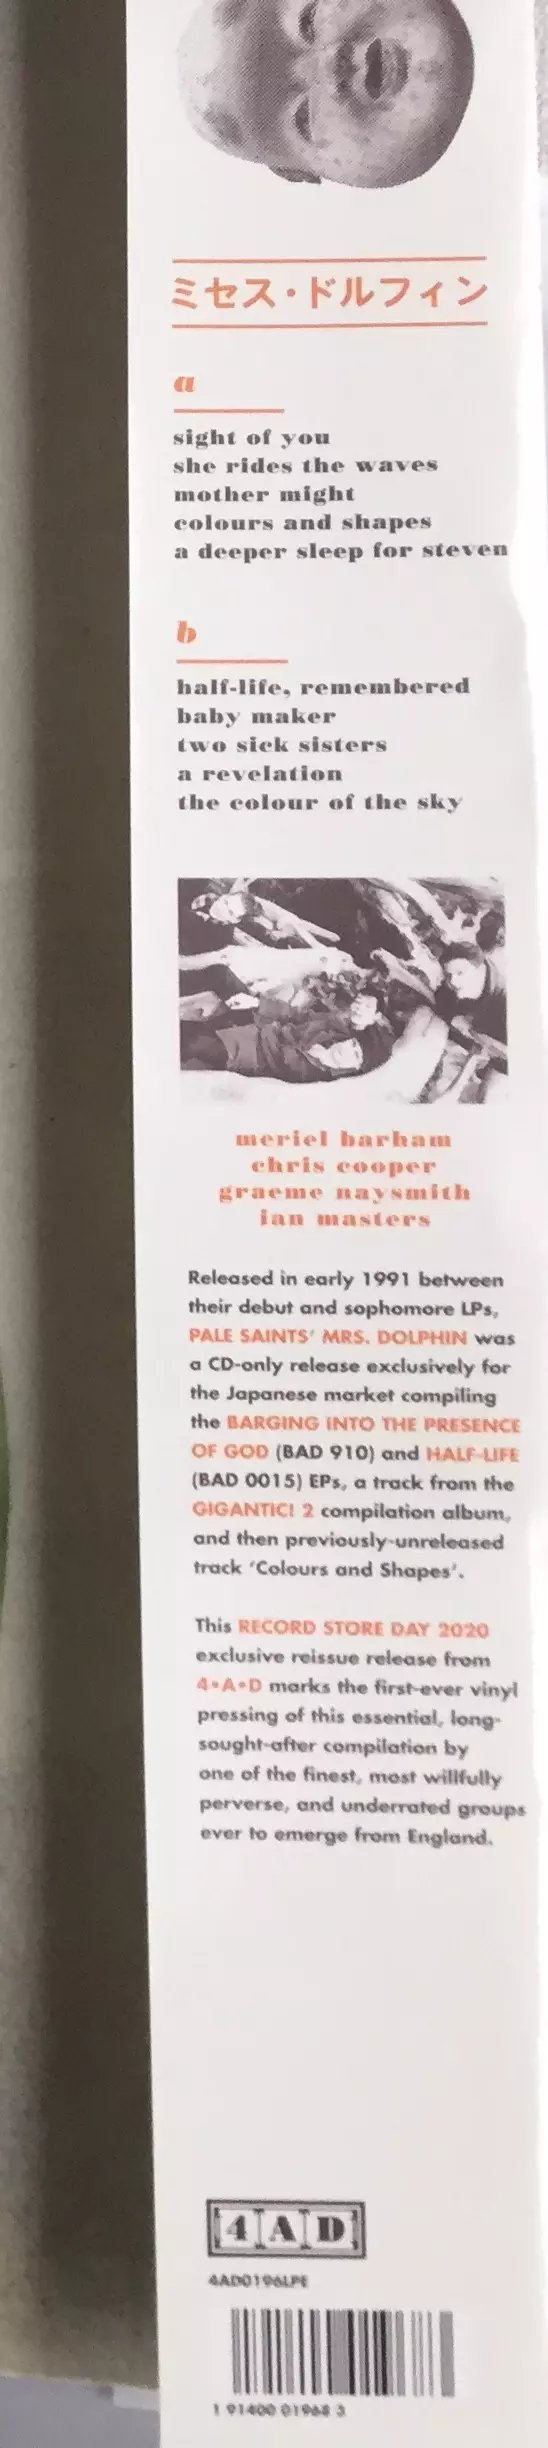 ミセス・ドルフィン
a
sight of you
she rides the waves
mother might
colours and shapes
a deeper sleep for steven
b
half-life, remembered
baby maker
two sick sisters
a revelation
the colour of the sky
meriel barham
chris cooper
graeme naysmith
ian masters
Released in early 1991 between
their debut and sophomore LPs,
PALE SAINTS' MRS. DOLPHIN was
a CD-only release exclusively for
the Japanese market compiling
the BARGING INTO THE PRESENCE
OF GOD (BAD 910) and HALF-LIFE
(BAD 0015) EPs, a track from the
GIGANTIC! 2 compilation album,
and then previously-unreleased
track 'Colours and Shapes'.
This RECORD STORE DAY 2020
exclusive reissue release from
4•A•D marks the first-ever vinyl
pressing of this essential, long-
sought-after compilation by
one of the finest, most willfully
perverse, and underrated groups
ever to emerge from England.
4AD
4AD0196LPE
1 91400 01968 3